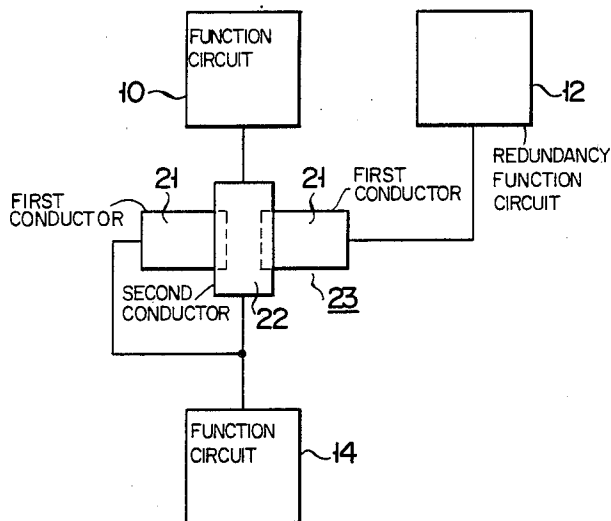 FUNCTION
CIRCUIT
10
12
REDUNDANCY
FUNCTION
CIRCUIT
FIRST
CONDUCTOR
21
21
FIRST CONDUCTOR
SECOND
CONDUCTOR
22
23
FUNCTION
CIRCUIT
14